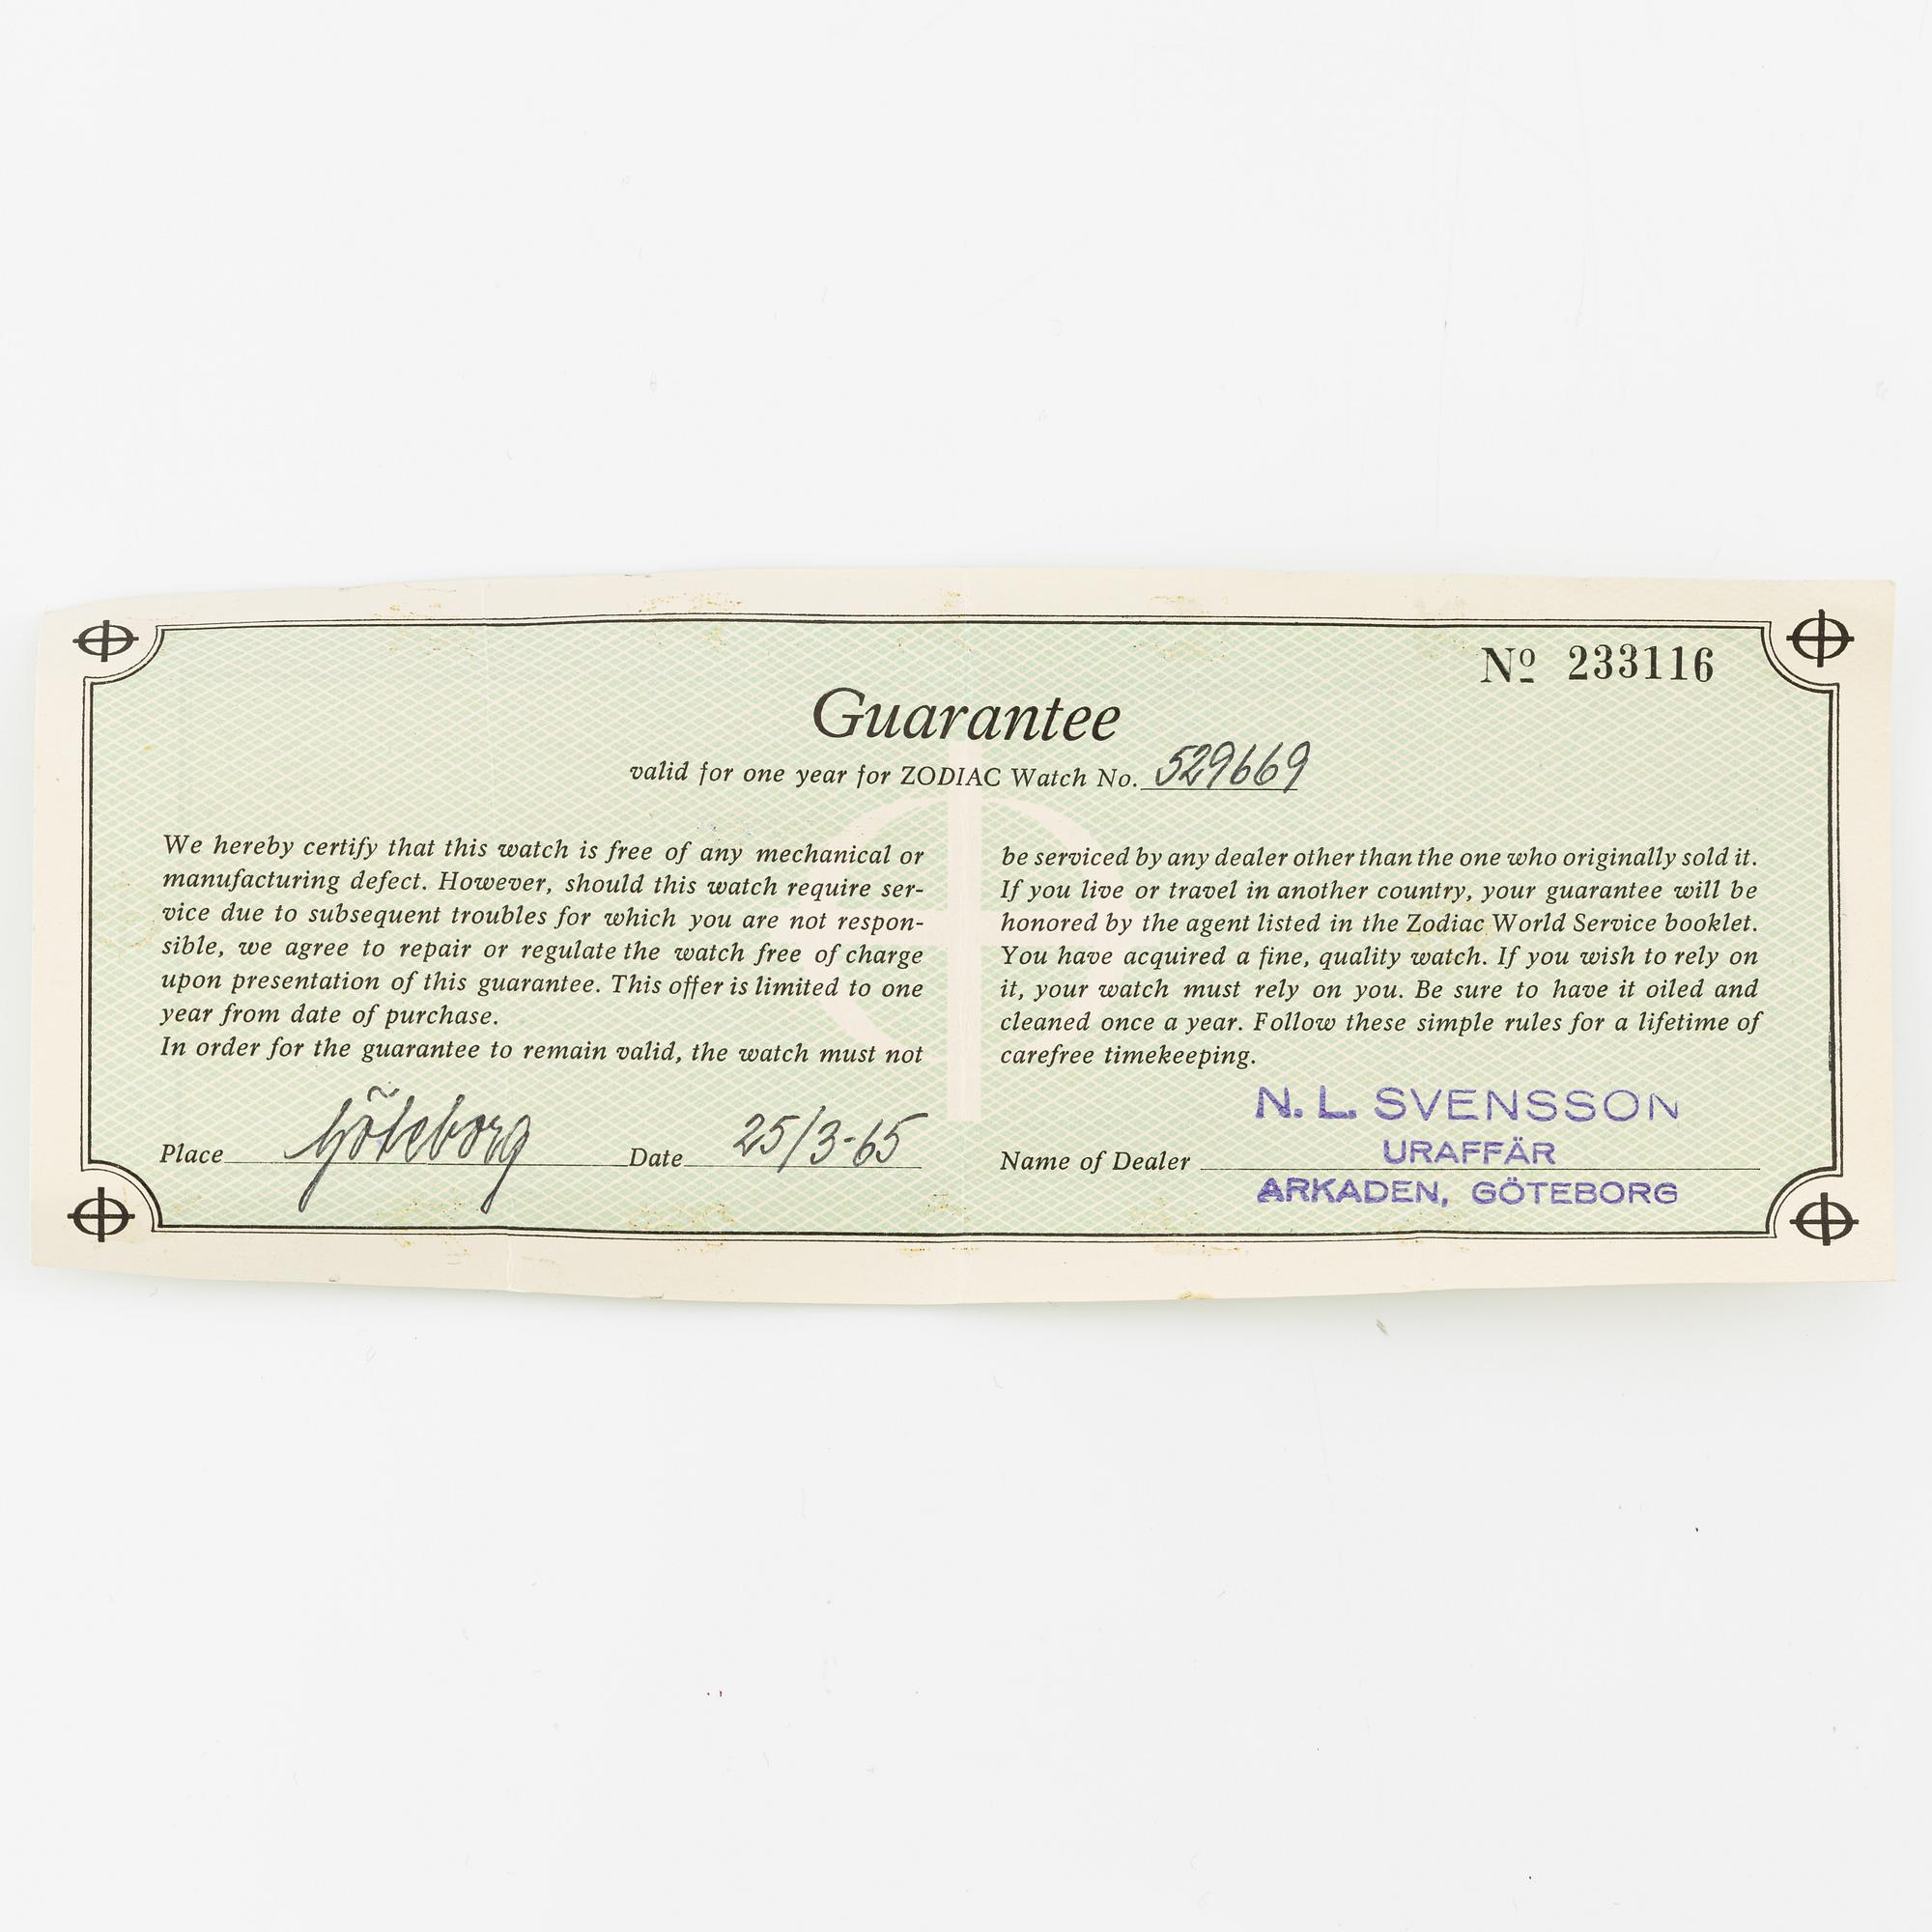 Nº 233116
Guarantee
valid for one year for ZODIAC Watch No. 529669
We hereby certify that this watch is free of any mechanical or
manufacturing defect. However, should this watch require ser-
vice due to subsequent troubles for which you are not respon-
sible, we agree to repair or regulate the watch free of charge
upon presentation of this guarantee. This offer is limited to one
year from date of purchase.
In order for the guarantee to remain valid, the watch must not
be serviced by any dealer other than the one who originally sold it.
If you live or travel in another country, your guarantee will be
honored by the agent listed in the Zodiac World Service booklet.
You have acquired a fine, quality watch. If you wish to rely on
it, your watch must rely on you. Be sure to have it oiled and
cleaned once a year. Follow these simple rules for a lifetime of
carefree timekeeping.
Place Göteborg Date 25/3-65
Name of Dealer
N. L. SVENSSON
URAFFÄR
ARKADEN, GÖTEBORG